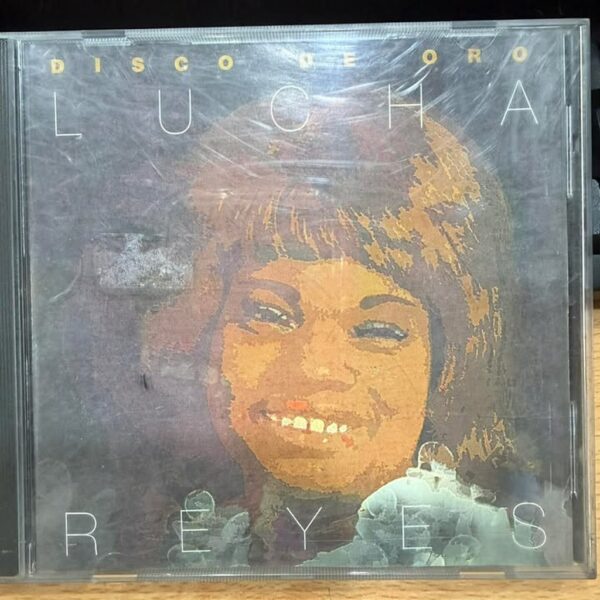 DISCO DE ORO
LUCHA
REYES